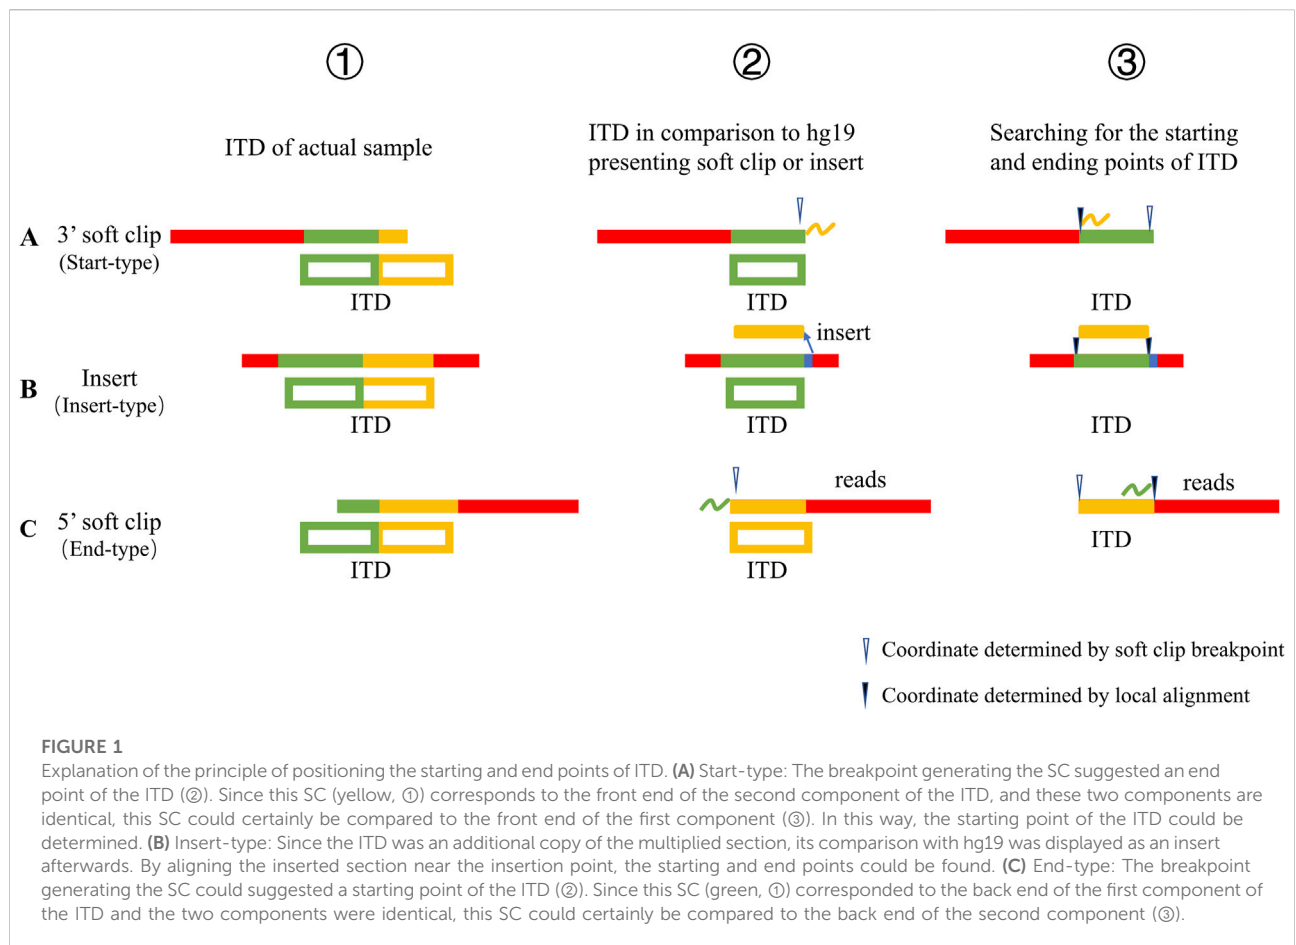 ① ② ③
ITD of actual sample
ITD in comparison to hg19
presenting soft clip or insert
Searching for the starting
and ending points of ITD
A 3’ soft clip
(Start-type)
ITD
ITD
ITD
insert
B Insert
(Insert-type)
ITD
ITD
ITD
reads
reads
C 5’ soft clip
(End-type)
ITD
ITD
ITD
Coordinate determined by soft clip breakpoint
Coordinate determined by local alignment
FIGURE 1
Explanation of the principle of positioning the starting and end points of ITD. (A) Start-type: The breakpoint generating the SC suggested an end
point of the ITD (②). Since this SC (yellow, ①) corresponds to the front end of the second component of the ITD, and these two components are
identical, this SC could certainly be compared to the front end of the first component (③). In this way, the starting point of the ITD could be
determined. (B) Insert-type: Since the ITD was an additional copy of the multiplied section, its comparison with hg19 was displayed as an insert
afterwards. By aligning the inserted section near the insertion point, the starting and end points could be found. (C) End-type: The breakpoint
generating the SC could suggested a starting point of the ITD (②). Since this SC (green, ①) corresponded to the back end of the first component of
the ITD and the two components were identical, this SC could certainly be compared to the back end of the second component (③).